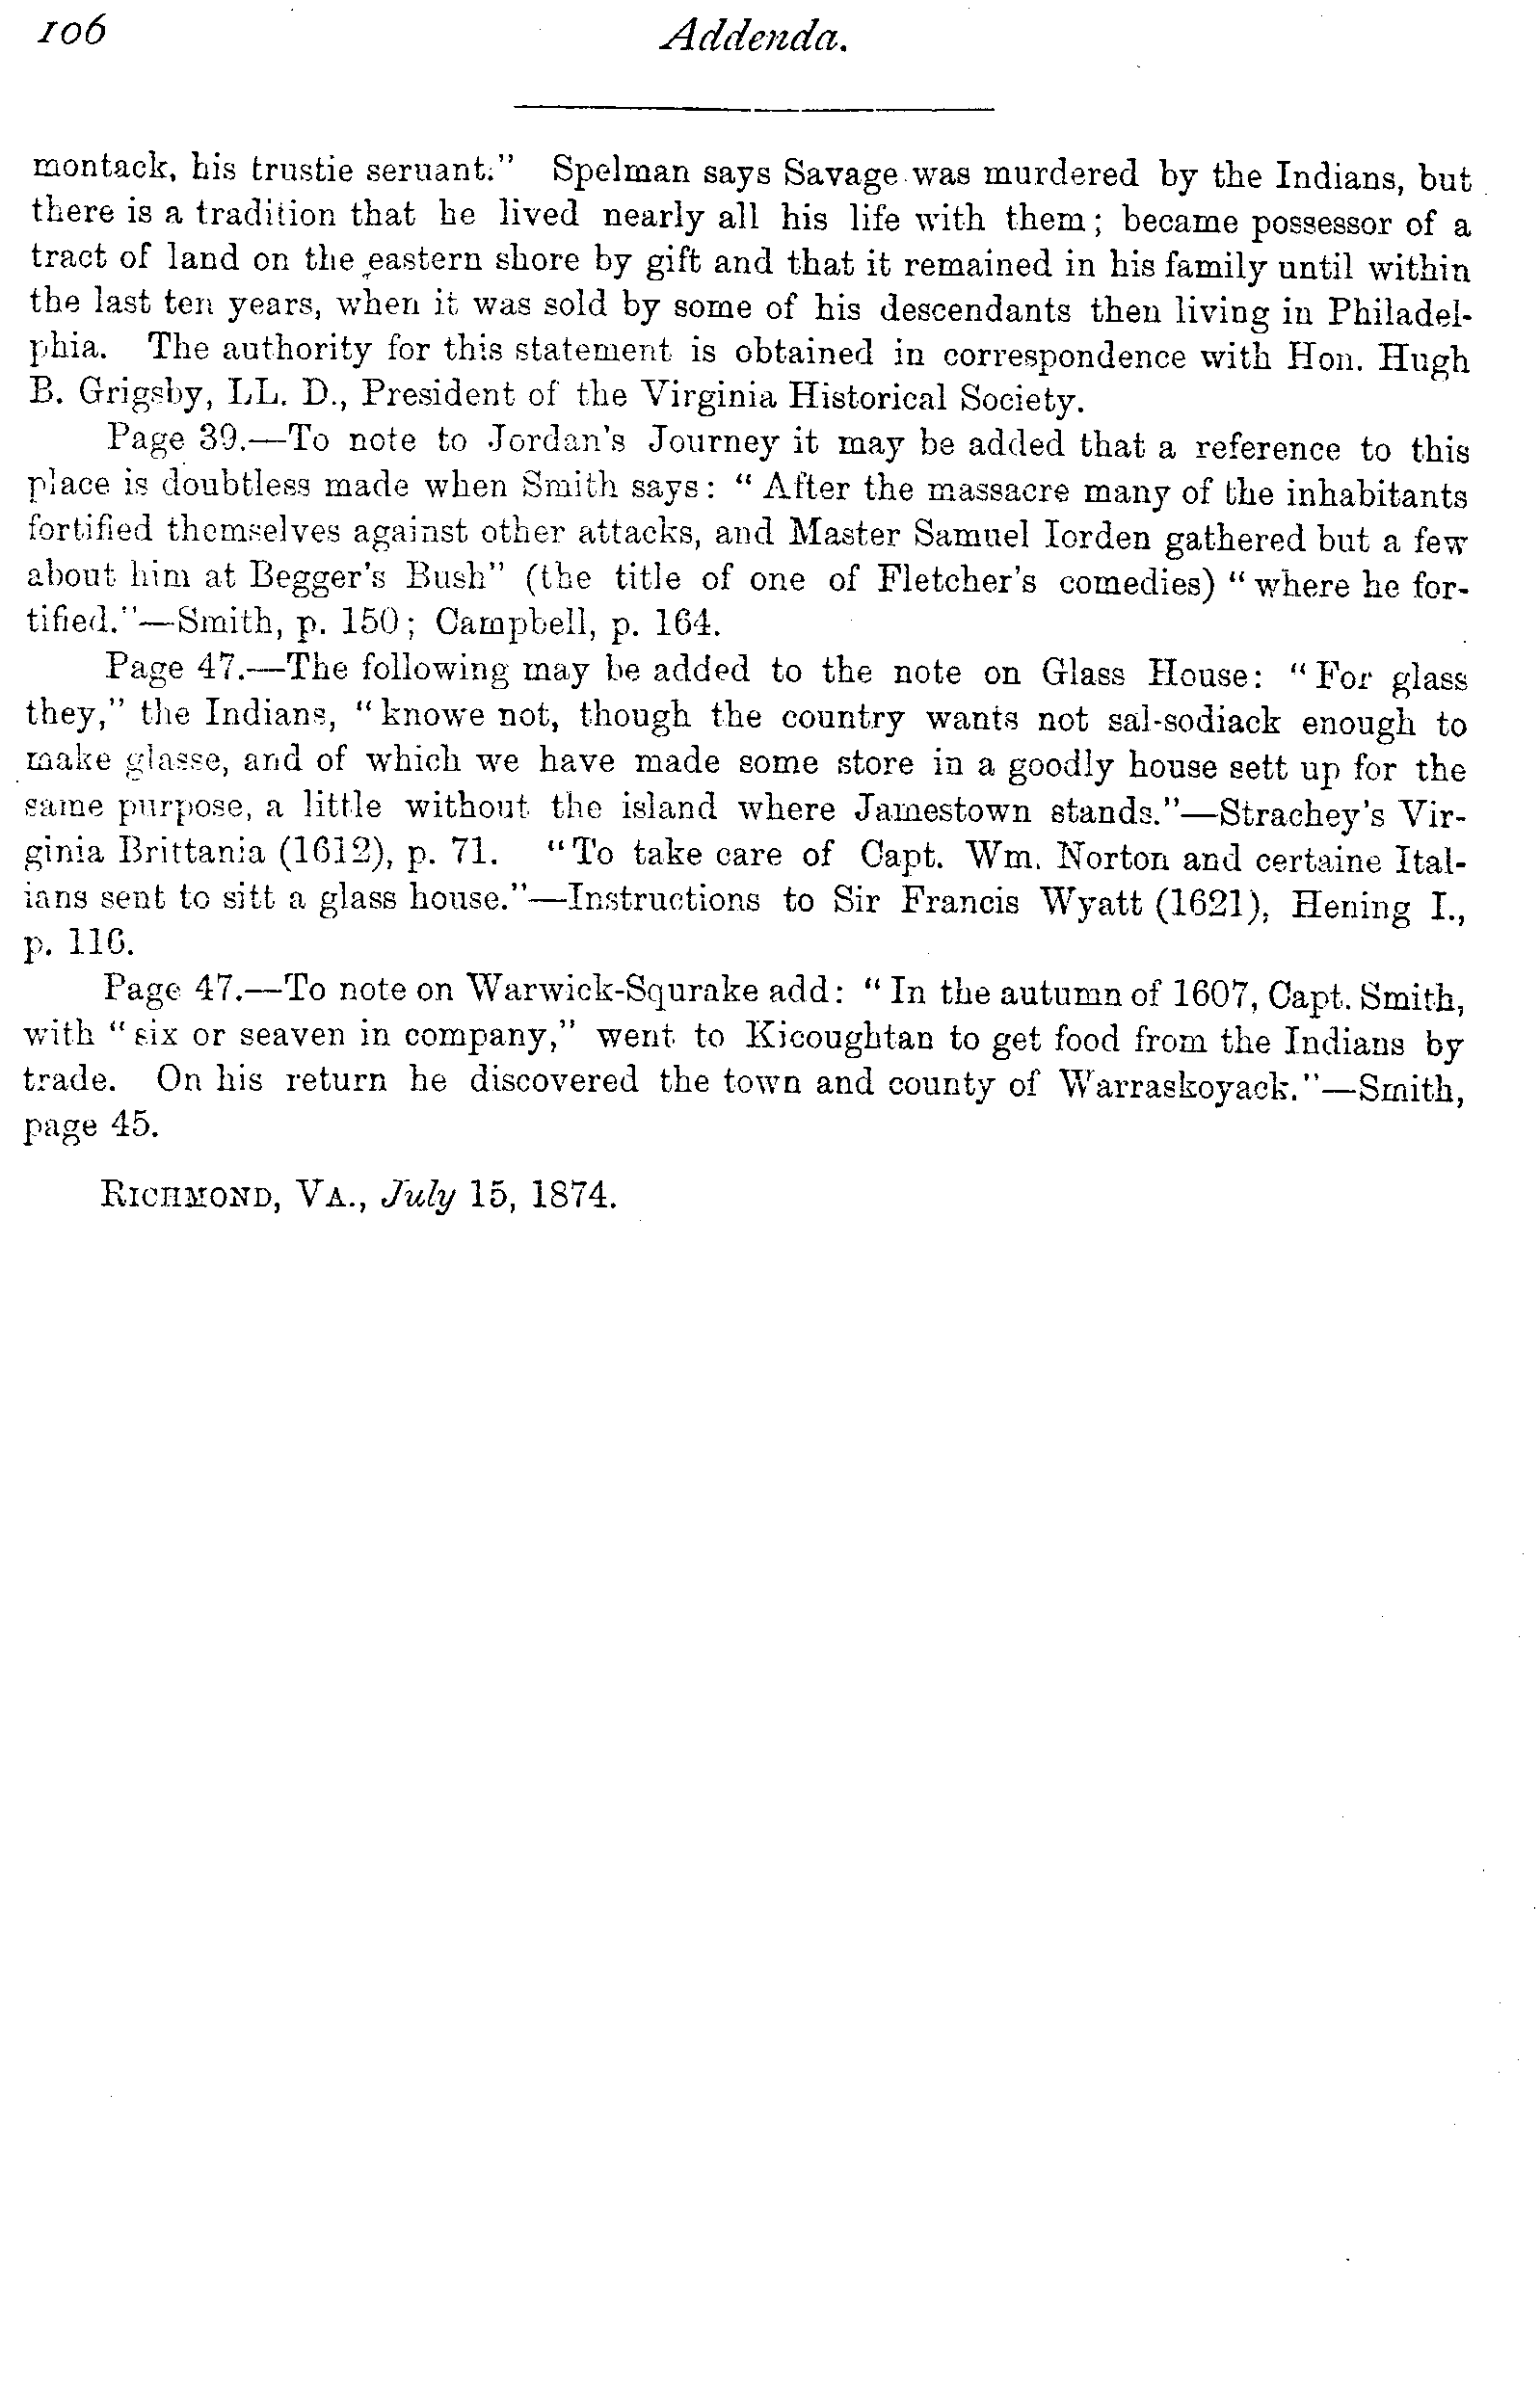 106 Addenda.
montack, his trustie seruant." Spelman says Savage was murdered by the Indians, but
there is a tradition that he lived nearly all his life with them; became possessor of a
tract of land on the eastern shore by gift and that it remained in his family until within
the last ten years, when it was sold by some of his descendants then living in Philadel-
phia. The authority for this statement is obtained in correspondence with Hon. Hugh
B. Grigsby, LL. D., President of the Virginia Historical Society.
Page 39.—To note to Jordan's Journey it may be added that a reference to this
place is doubtless made when Smith says: "After the massacre many of the inhabitants
fortified themselves against other attacks, and Master Samuel Iorden gathered but a few
about him at Begger's Bush" (the title of one of Fletcher's comedies) "where he for-
tified."—Smith, p. 150; Campbell, p. 164.
Page 47.—The following may be added to the note on Glass House: "For glass
they," the Indians, "knowe not, though the country wants not sal-sodiack enough to
make glasse, and of which we have made some store in a goodly house sett up for the
same purpose, a little without the island where Jamestown stands."—Strachey's Vir-
ginia Brittania (1612), p. 71. "To take care of Capt. Wm. Norton and certaine Ital-
ians sent to sitt a glass house."—Instructions to Sir Francis Wyatt (1621), Hening I.,
p. 116.
Page 47.—To note on Warwick-Squrake add: "In the autumn of 1607, Capt. Smith,
with "six or seaven in company," went to Kicoughtan to get food from the Indians by
trade. On his return he discovered the town and county of Warraskoyack."—Smith,
page 45.
RICHMOND, VA., July 15, 1874.